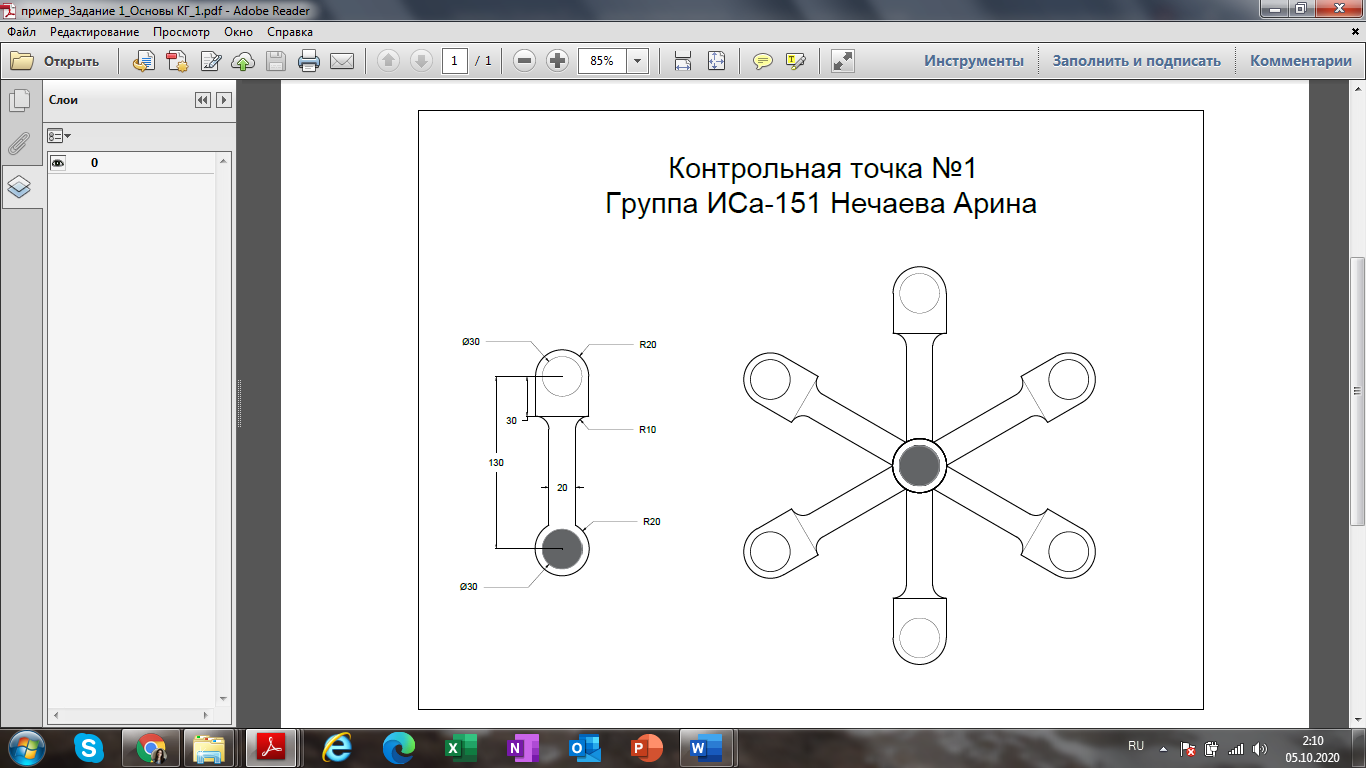 пример_Задание 1_Основы КГ_1.pdf - Adobe Reader
Файл Редактирование Просмотр Окно Справка
Открыть 1 / 1 85% Инструменты Заполнить и подписать Комментарии
Слои
0
Контрольная точка №1
Группа ИСа-151 Нечаева Арина
Ø30
R20
30
R10
130
20
R20
Ø30
RU
2:10
05.10.2020